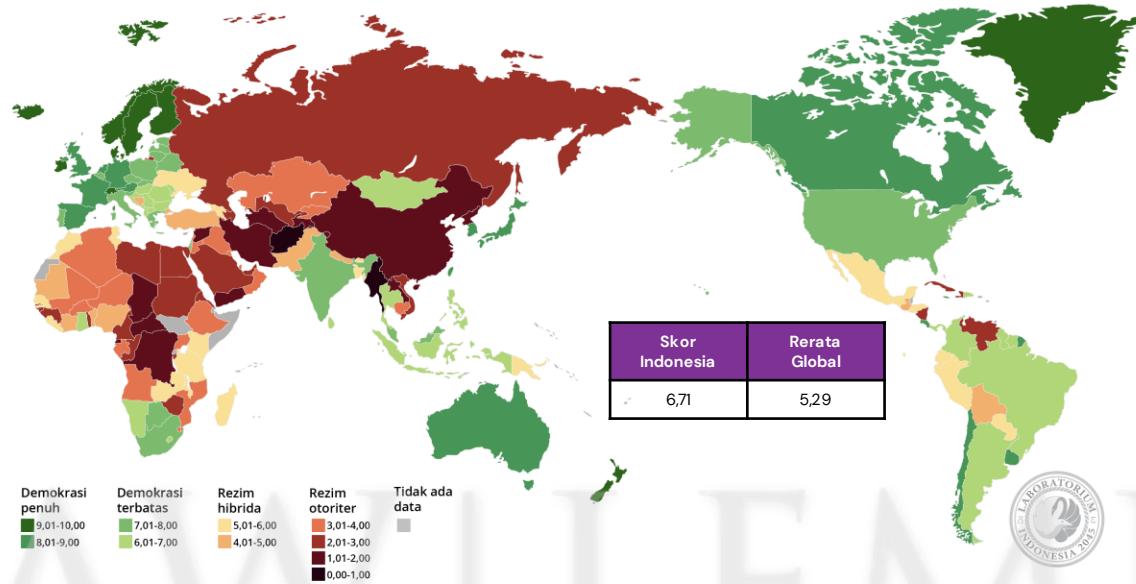 Skor
Indonesia
Rerata
Global
6,71
5,29
Demokrasi
penuh
9,01-10,00
8,01-9,00
Demokrasi
terbatas
7,01-8,00
6,01-7,00
Rezim
hibrida
5,01-6,00
4,01-5,00
Rezim
otoriter
3,01-4,00
2,01-3,00
1,01-2,00
0,00-1,00
Tidak ada
data
LABORATORIUM
INDONESIA 2045